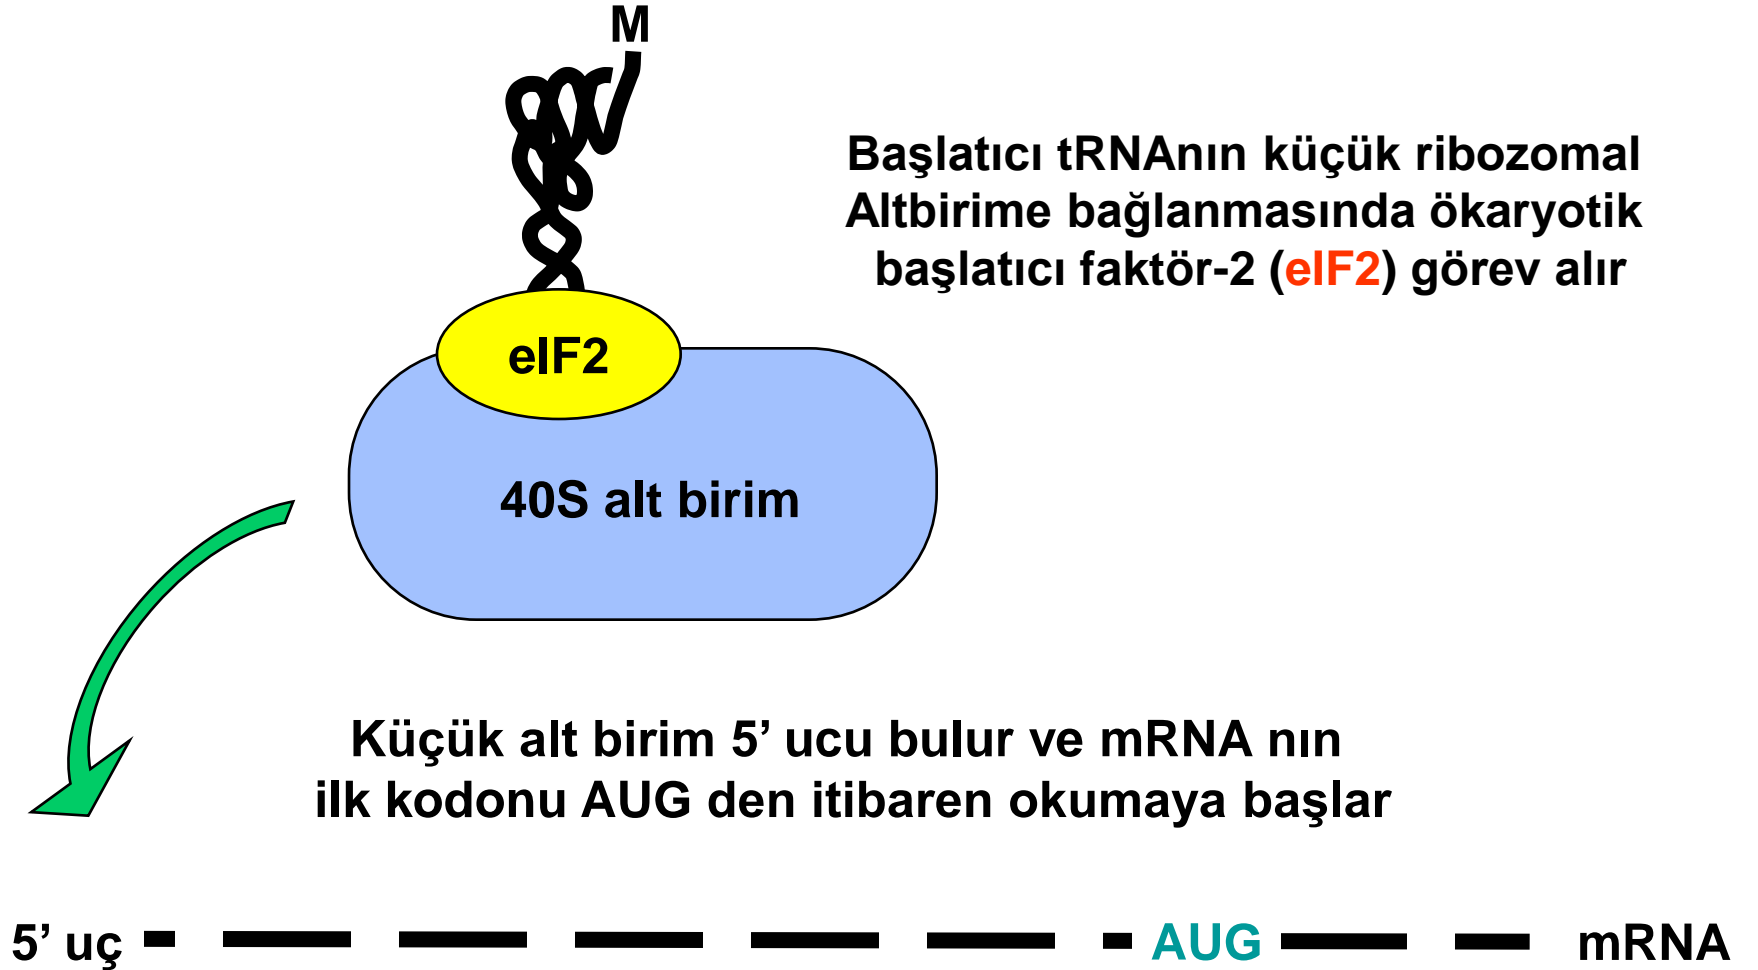 M
Başlatıcı tRNAnın küçük ribozomal
Altbirime bağlanmasında ökaryotik
başlatıcı faktör-2 (eIF2) görev alır
eIF2
40S alt birim
Küçük alt birim 5’ ucu bulur ve mRNA nın
ilk kodonu AUG den itibaren okumaya başlar
5’ uç AUG mRNA